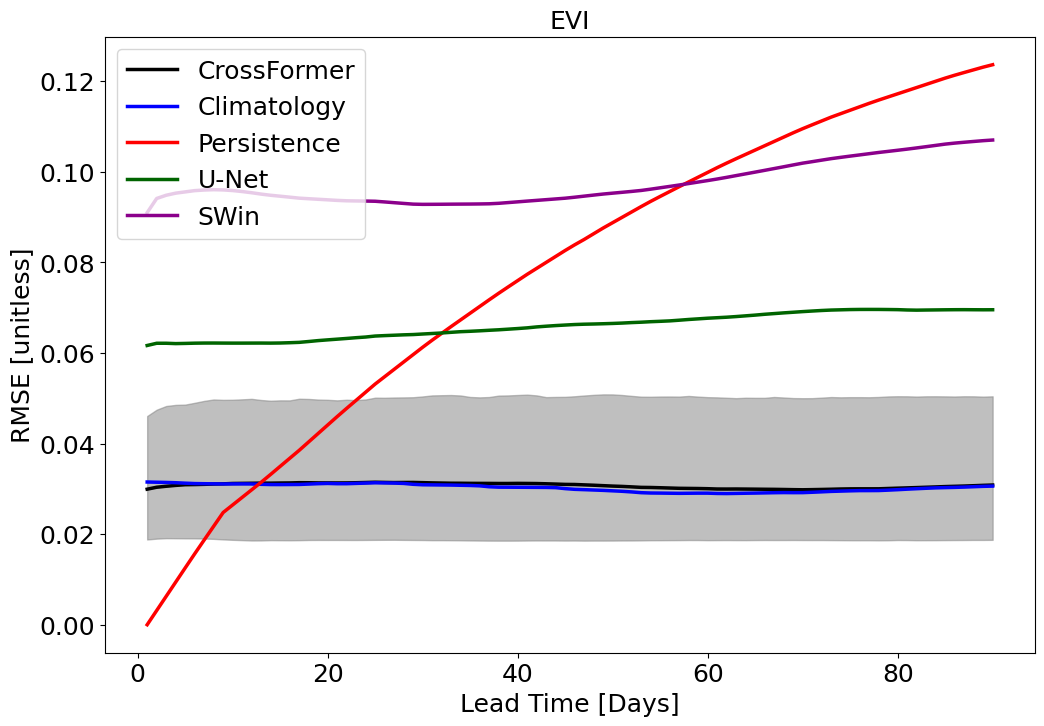 EVI
CrossFormer
Climatology
Persistence
U-Net
SWin
RMSE [unitless]
0.12
0.10
0.08
0.06
0.04
0.02
0.00
0 20 40 60 80
Lead Time [Days]